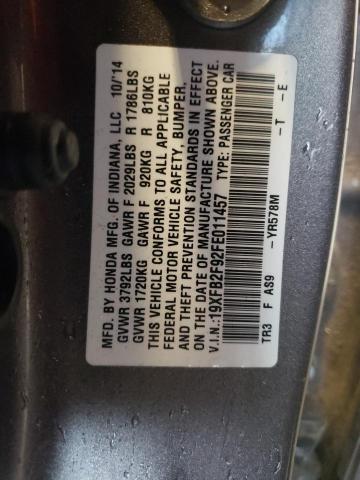 MFD. BY HONDA MFG. OF INDIANA, LLC 10/'14
GVWR 3792LBS GAWR F 2029LBS R 1786LBS
GVWR 1720KG GAWR F 920KG R 810KG
THIS VEHICLE CONFORMS TO ALL APPLICABLE
FEDERAL MOTOR VEHICLE SAFETY, BUMPER,
AND THEFT PREVENTION STANDARDS IN EFFECT
ON THE DATE OF MANUFACTURE SHOWN ABOVE.
V.I.N.:19XFB2F92FE011457 TYPE: PASSENGER CAR
TR3 F AS9 -YR578M -T -E